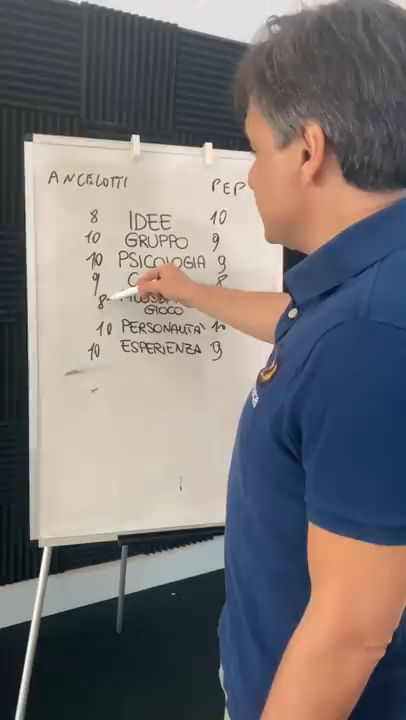 ANCELOTTI PEP
8 IDEE 10
10 GRUPPO 9
10 PSICOLOGIA 9
9 8
8
GIOCO
10 PERSONALITA' 10
10 ESPERIENZA 9